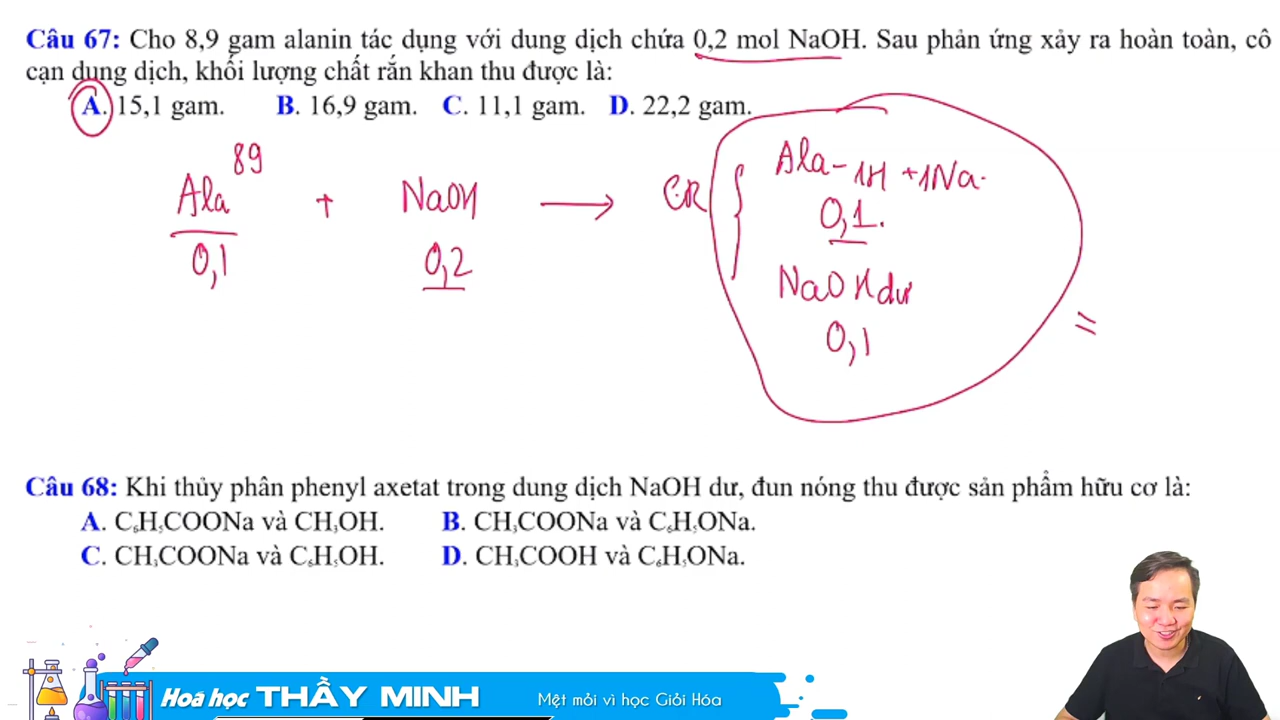 Câu 67: Cho 8,9 gam alanin tác dụng với dung dịch chứa 0,2 mol NaOH. Sau phản ứng xảy ra hoàn toàn, cô
cạn dung dịch, khối lượng chất rắn khan thu được là:
A. 15,1 gam. B. 16,9 gam. C. 11,1 gam. D. 22,2 gam.
Ala⁸⁹ + NaOH → CR { Ala -1H +1Na.
0,1 0,2 0,1.
NaOH dư
0,1 =
Câu 68: Khi thủy phân phenyl axetat trong dung dịch NaOH dư, đun nóng thu được sản phẩm hữu cơ là:
A. C₆H₅COONa và CH₃OH. B. CH₃COONa và C₆H₅ONa.
C. CH₃COONa và C₆H₅OH. D. CH₃COOH và C₆H₅ONa.
Hoá học THẦY MINH Mệt mỏi vì học Giỏi Hóa